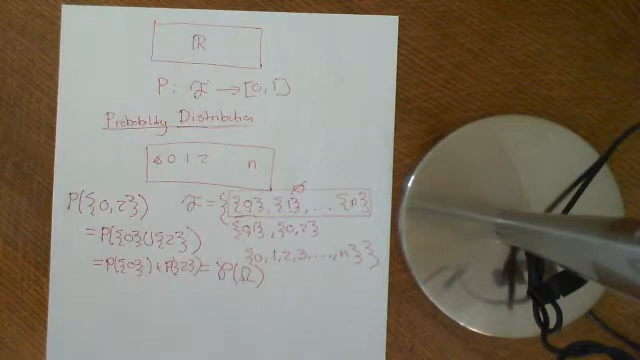 ℝ
P: ℱ → [0,1]
Probability Distribution
0 1 2 n
P({0,2}) ℱ = {{0}, {1}, ... {n}
∅
= P({0}∪{2}) {0,1}, {0,2}
{0,1,2,3,...,n}}
= P({0}) + P({2}) = ℘(Ω)